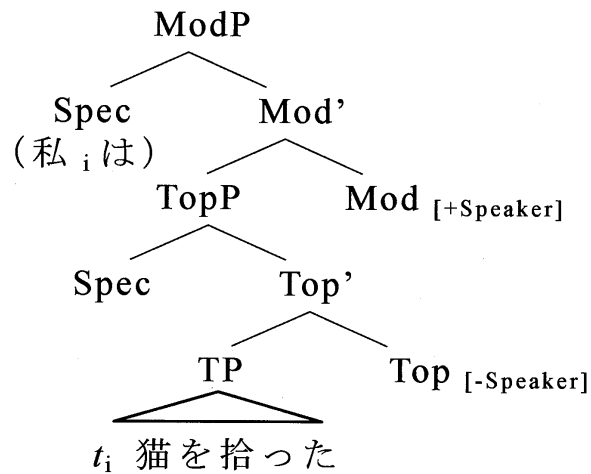 ModP
Spec Mod’
(私 i は)
TopP Mod [+Speaker]
Spec Top’
TP Top [-Speaker]
ti 猫を拾った